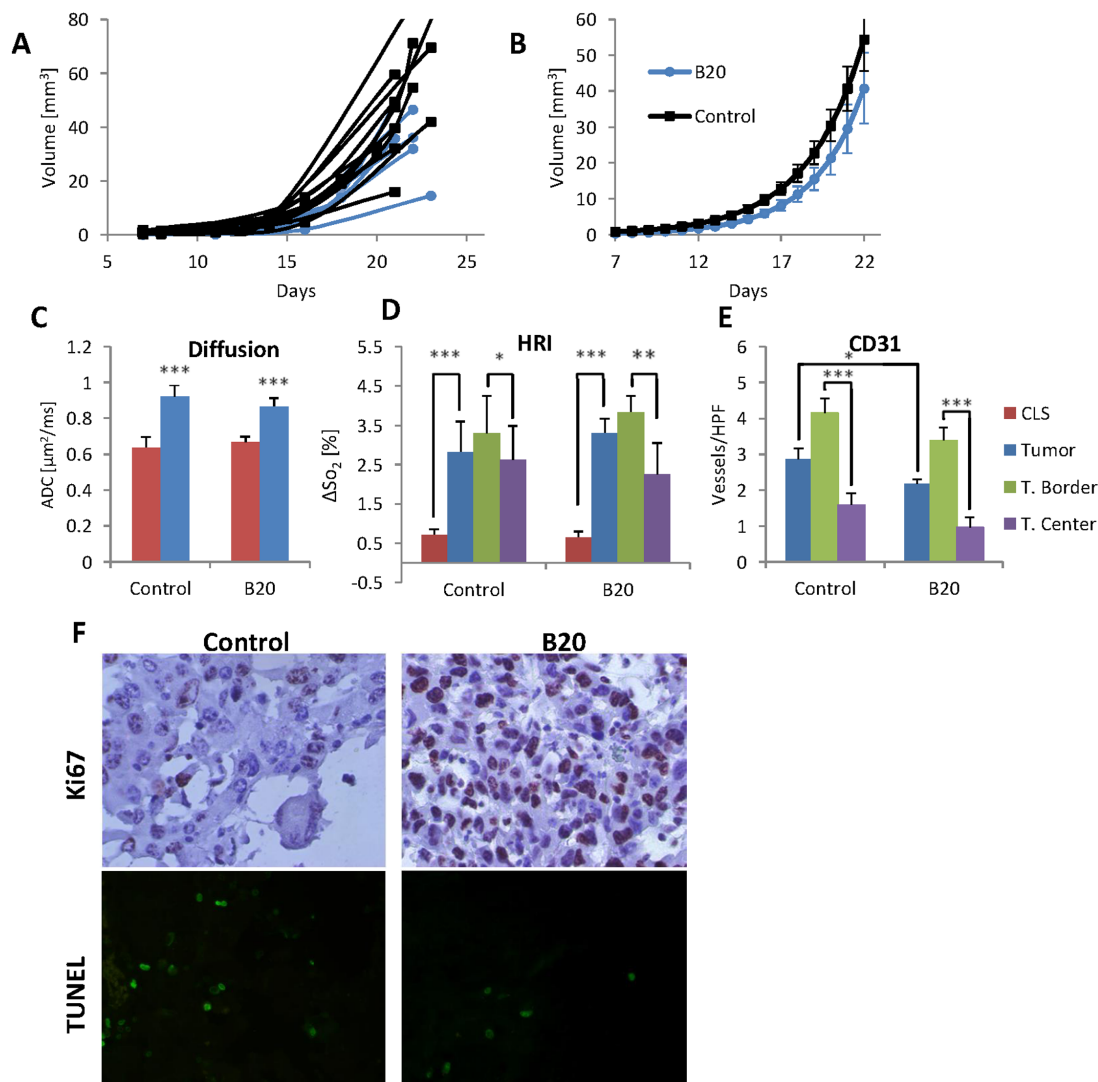 A
Volume [mm³]
80
60
40
20
0
5
10
15
20
25
Days
B
Volume [mm³]
60
50
40
30
20
10
0
7
12
17
22
Days
B20
Control
C
Diffusion
ADC [µm²/ms]
1.2
1
0.8
0.6
0.4
0.2
0
***
***
Control
B20
D
HRI
ΔSo₂ [%]
5.5
4.5
3.5
2.5
1.5
0.5
-0.5
***
*
***
**
Control
B20
E
CD31
Vessels/HPF
6
5
4
3
2
1
0
*
***
***
Control
B20
CLS
Tumor
T. Border
T. Center
F
Control
B20
Ki67
TUNEL